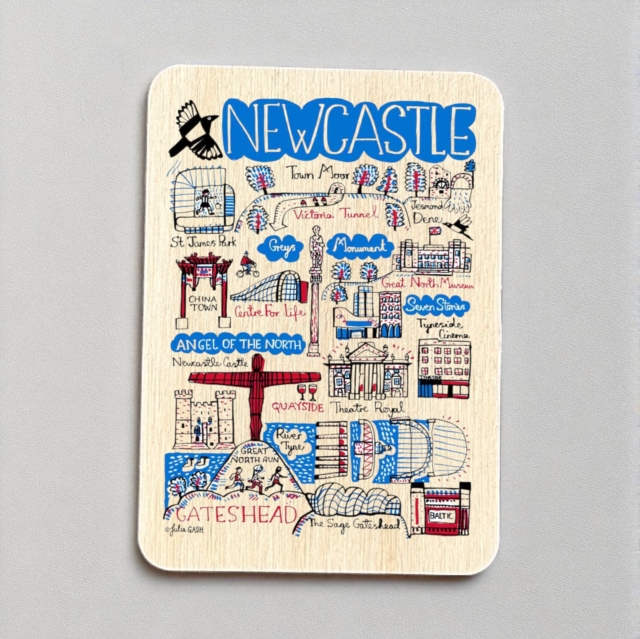 NEWCASTLE
Town Moor
Victoria Tunnel
Jesmond
Dene
St James Park
Greys
Monument
Great North Museum
CHINA
TOWN
Centre For Life
Seven Stories
Tyneside
Cinema
ANGEL OF THE NORTH
Newcastle Castle
QUAYSIDE
Theatre Royal
River
Tyne
GREAT
NORTH RUN
GATESHEAD
The Sage Gateshead
BALTIC
©Julia GASH